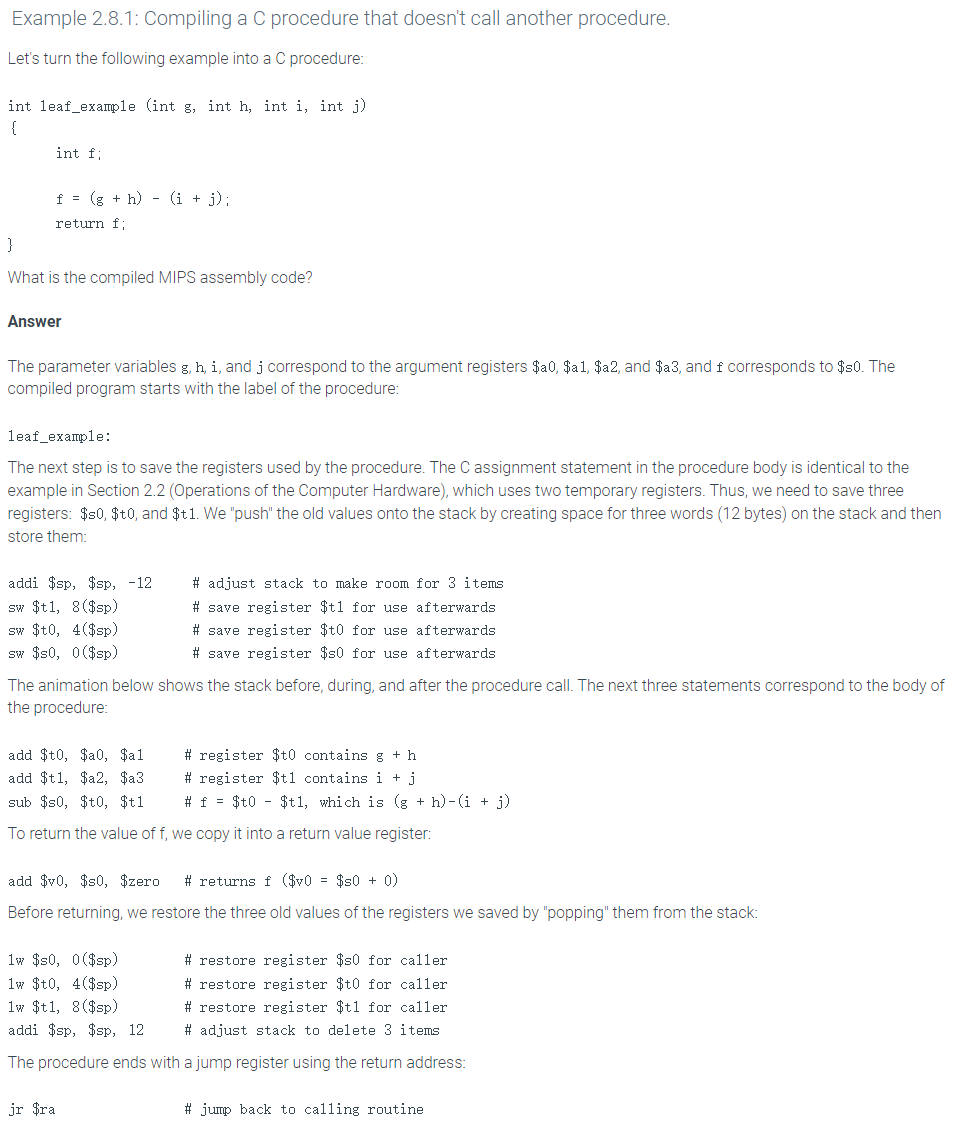 Example 2.8.1: Compiling a C procedure that doesn't call another procedure.
Let's turn the following example into a C procedure:
int leaf_example (int g, int h, int i, int j)
{
      int f;
      f = (g + h) - (i + j);
      return f;
}
What is the compiled MIPS assembly code?
Answer
The parameter variables g, h, i, and j correspond to the argument registers $a0, $a1, $a2, and $a3, and f corresponds to $s0. The
compiled program starts with the label of the procedure:
leaf_example:
The next step is to save the registers used by the procedure. The C assignment statement in the procedure body is identical to the
example in Section 2.2 (Operations of the Computer Hardware), which uses two temporary registers. Thus, we need to save three
registers: $s0, $t0, and $t1. We "push" the old values onto the stack by creating space for three words (12 bytes) on the stack and then
store them:
addi $sp, $sp, -12     # adjust stack to make room for 3 items
sw $t1, 8($sp)         # save register $t1 for use afterwards
sw $t0, 4($sp)         # save register $t0 for use afterwards
sw $s0, 0($sp)         # save register $s0 for use afterwards
The animation below shows the stack before, during, and after the procedure call. The next three statements correspond to the body of
the procedure:
add $t0, $a0, $a1     # register $t0 contains g + h
add $t1, $a2, $a3     # register $t1 contains i + j
sub $s0, $t0, $t1     # f = $t0 - $t1, which is (g + h)-(i + j)
To return the value of f, we copy it into a return value register:
add $v0, $s0, $zero   # returns f ($v0 = $s0 + 0)
Before returning, we restore the three old values of the registers we saved by "popping" them from the stack:
lw $s0, 0($sp)        # restore register $s0 for caller
lw $t0, 4($sp)        # restore register $t0 for caller
lw $t1, 8($sp)        # restore register $t1 for caller
addi $sp, $sp, 12     # adjust stack to delete 3 items
The procedure ends with a jump register using the return address:
jr $ra                # jump back to calling routine